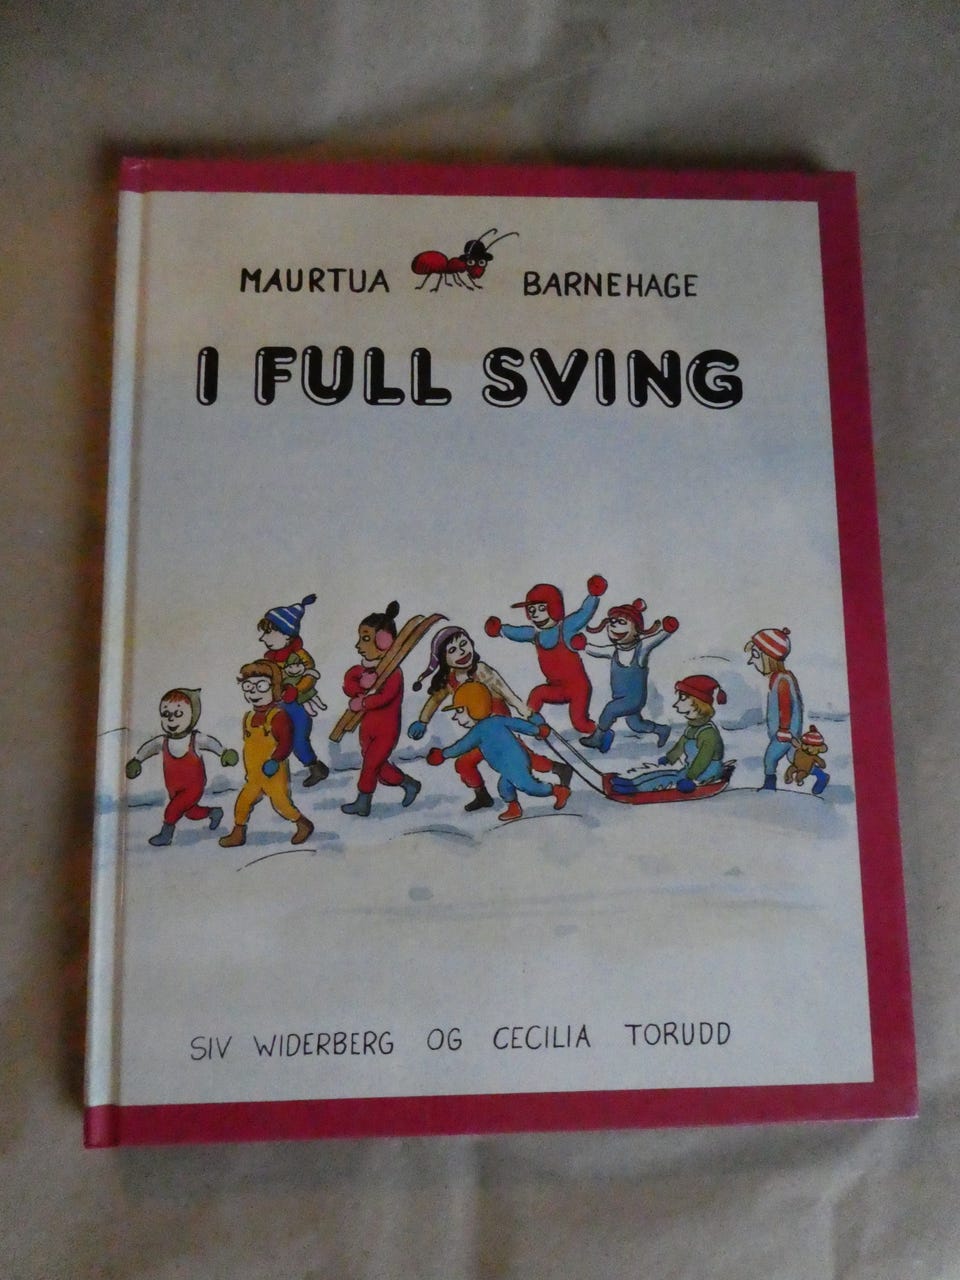 MAURTUA BARNEHAGE
I FULL SVING
SIV WIDERBERG OG CECILIA TORUDD